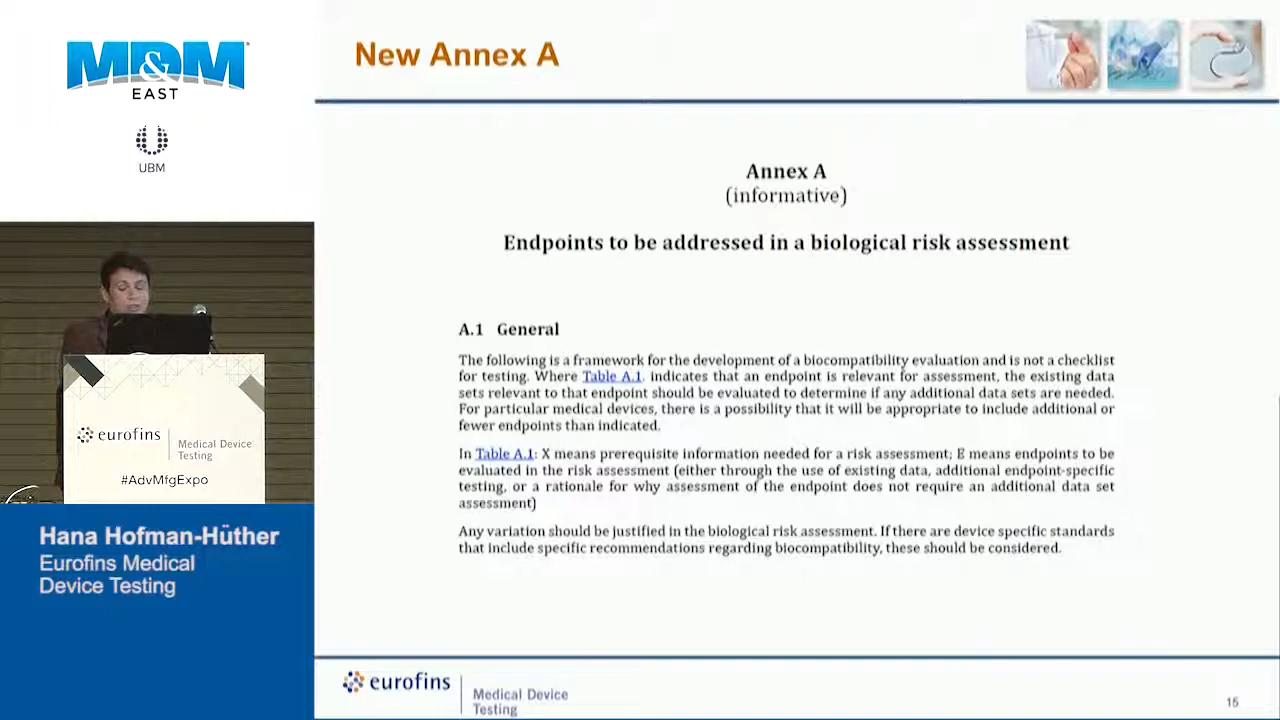 MD&M
EAST
UBM
New Annex A
Annex A
(informative)
Endpoints to be addressed in a biological risk assessment
A.1 General
The following is a framework for the development of a biocompatibility evaluation and is not a checklist
for testing. Where Table A.1. indicates that an endpoint is relevant for assessment, the existing data
sets relevant to that endpoint should be evaluated to determine if any additional data sets are needed.
For particular medical devices, there is a possibility that it will be appropriate to include additional or
fewer endpoints than indicated.
In Table A.1: X means prerequisite information needed for a risk assessment; E means endpoints to be
evaluated in the risk assessment (either through the use of existing data, additional endpoint-specific
testing, or a rationale for why assessment of the endpoint does not require an additional data set
assessment)
Any variation should be justified in the biological risk assessment. If there are device specific standards
that include specific recommendations regarding biocompatibility, these should be considered.
eurofins
Medical Device
Testing
#AdvMfgExpo
Hana Hofman-Hüther
Eurofins Medical
Device Testing
eurofins
Medical Device
Testing
15